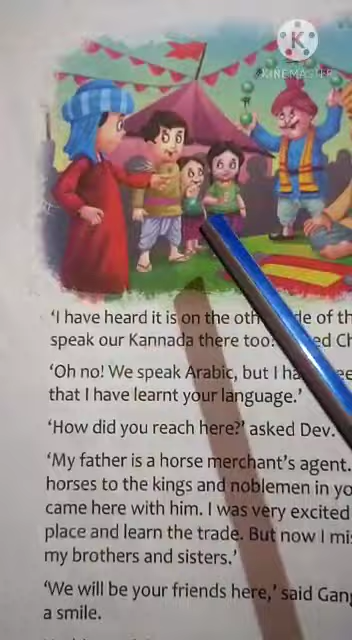 K
KINEMASTER
'I have heard it is on the oth de of th
speak our Kannada there too? ed Ch
'Oh no! We speak Arabic, but I ha ee
that I have learnt your language.'
'How did you reach here?' asked Dev.
'My father is a horse merchant's agent.
horses to the kings and noblemen in yo
came here with him. I was very excited
place and learn the trade. But now I mi
my brothers and sisters.'
'We will be your friends here,' said Gang
a smile.